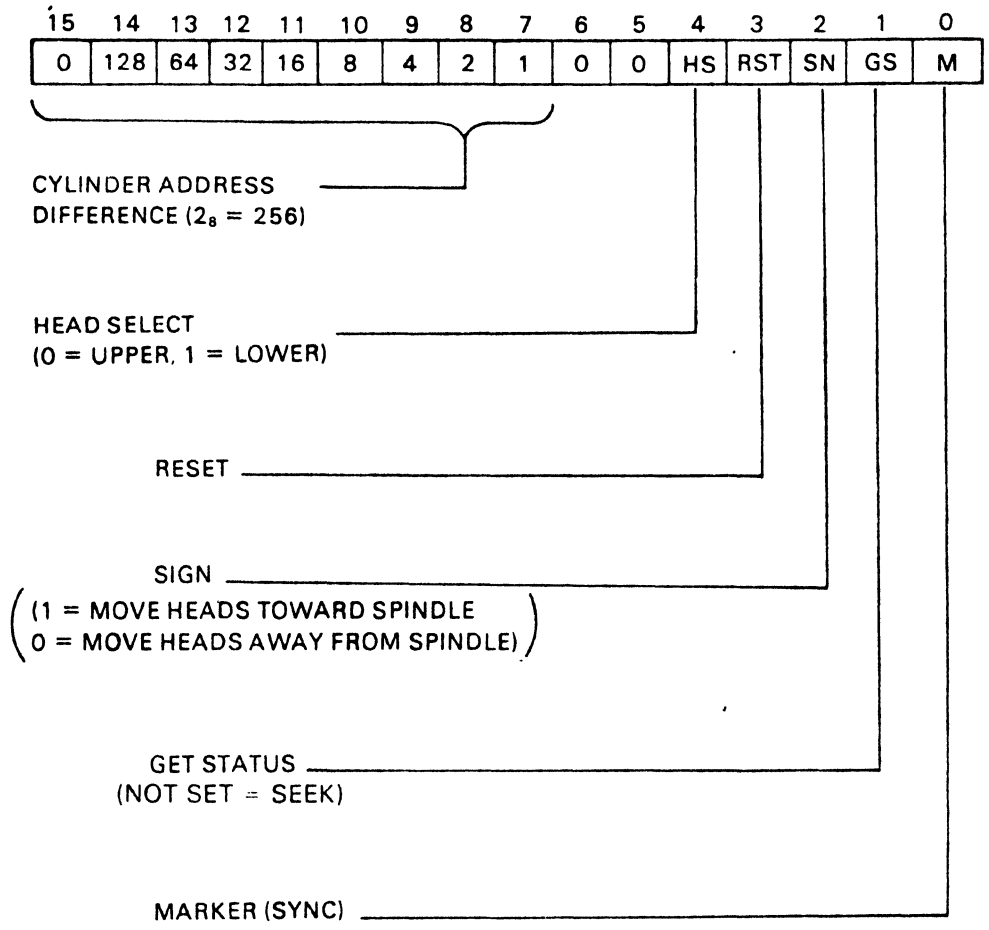 15 14 13 12 11 10 9 8 7 6 5 4 3 2 1 0
0 128 64 32 16 8 4 2 1 0 0 HS RST SN GS M
CYLINDER ADDRESS
DIFFERENCE (2₈ = 256)
HEAD SELECT
(0 = UPPER, 1 = LOWER)
RESET
SIGN
(1 = MOVE HEADS TOWARD SPINDLE
0 = MOVE HEADS AWAY FROM SPINDLE)
GET STATUS
(NOT SET = SEEK)
MARKER (SYNC)